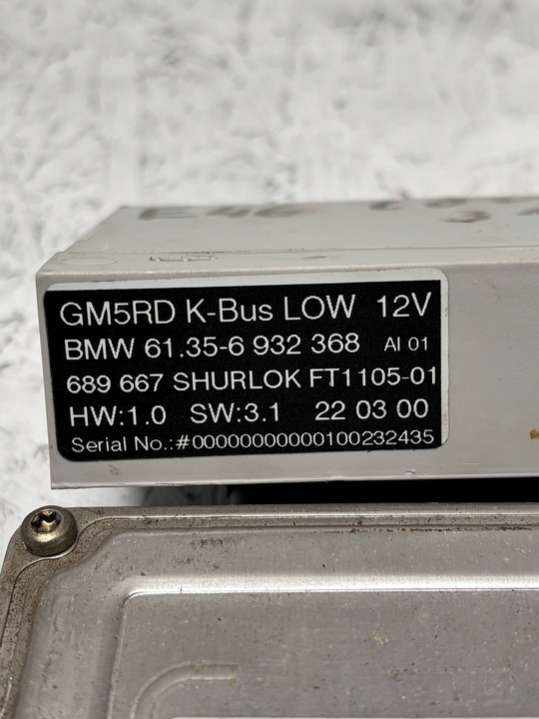 E46
GM5RD K-Bus LOW 12V
BMW 61.35-6 932 368 AI 01
689 667 SHURLOK FT1105-01
HW:1.0 SW:3.1 22 03 00
Serial No.:#00000000000100232435